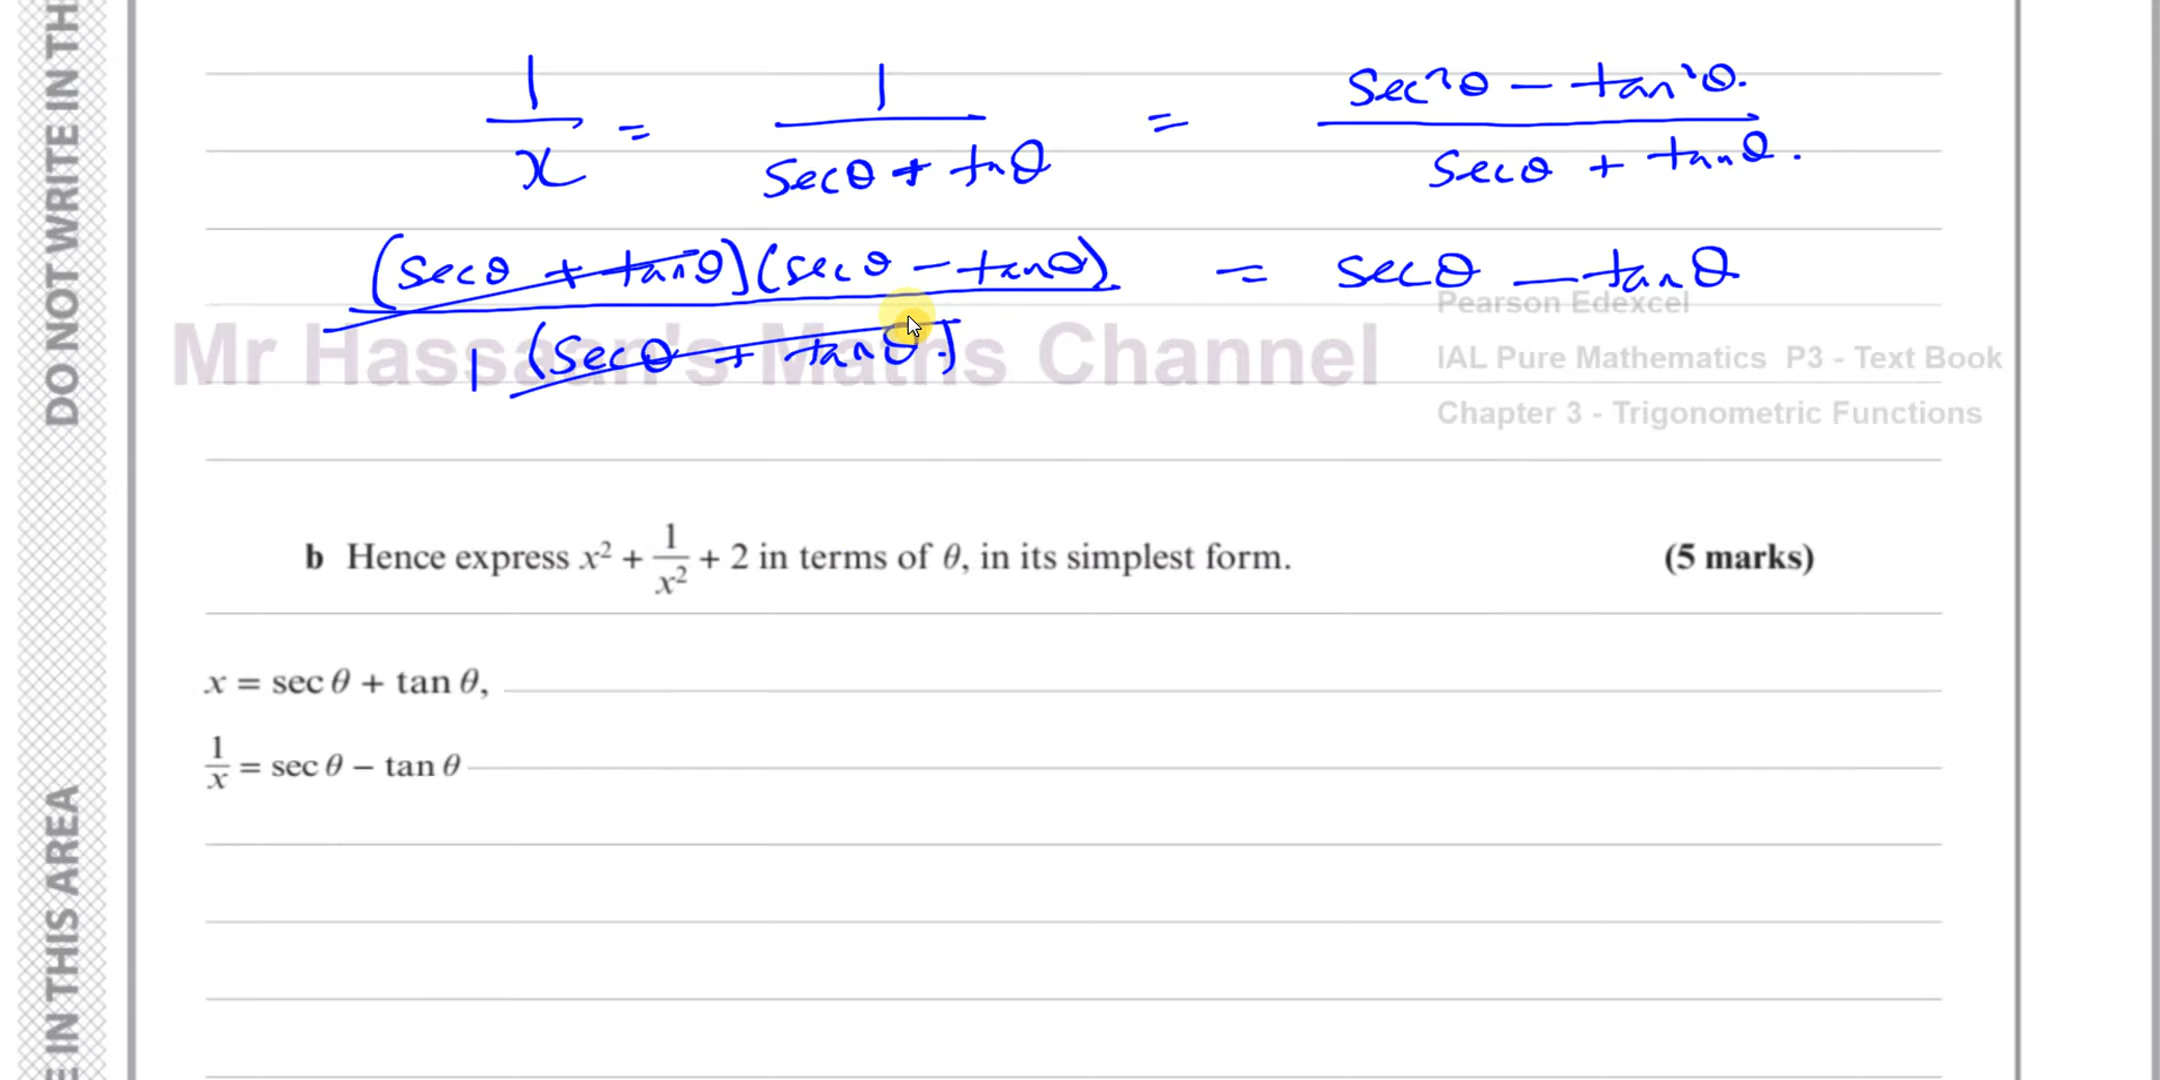 1/x = 1/(secθ + tnθ) = (sec²θ − tan²θ.)/(secθ + tanθ.)
(secθ + tanθ)(secθ − tanθ) / 1 (secθ + tanθ.) = secθ − tanθ
Mr Hassaan's Maths Channel
Pearson Edexcel
IAL Pure Mathematics P3 - Text Book
Chapter 3 - Trigonometric Functions
b Hence express x² + 1/x² + 2 in terms of θ, in its simplest form. (5 marks)
x = sec θ + tan θ,
1/x = sec θ − tan θ
DO NOT WRITE IN TH
E IN THIS AREA